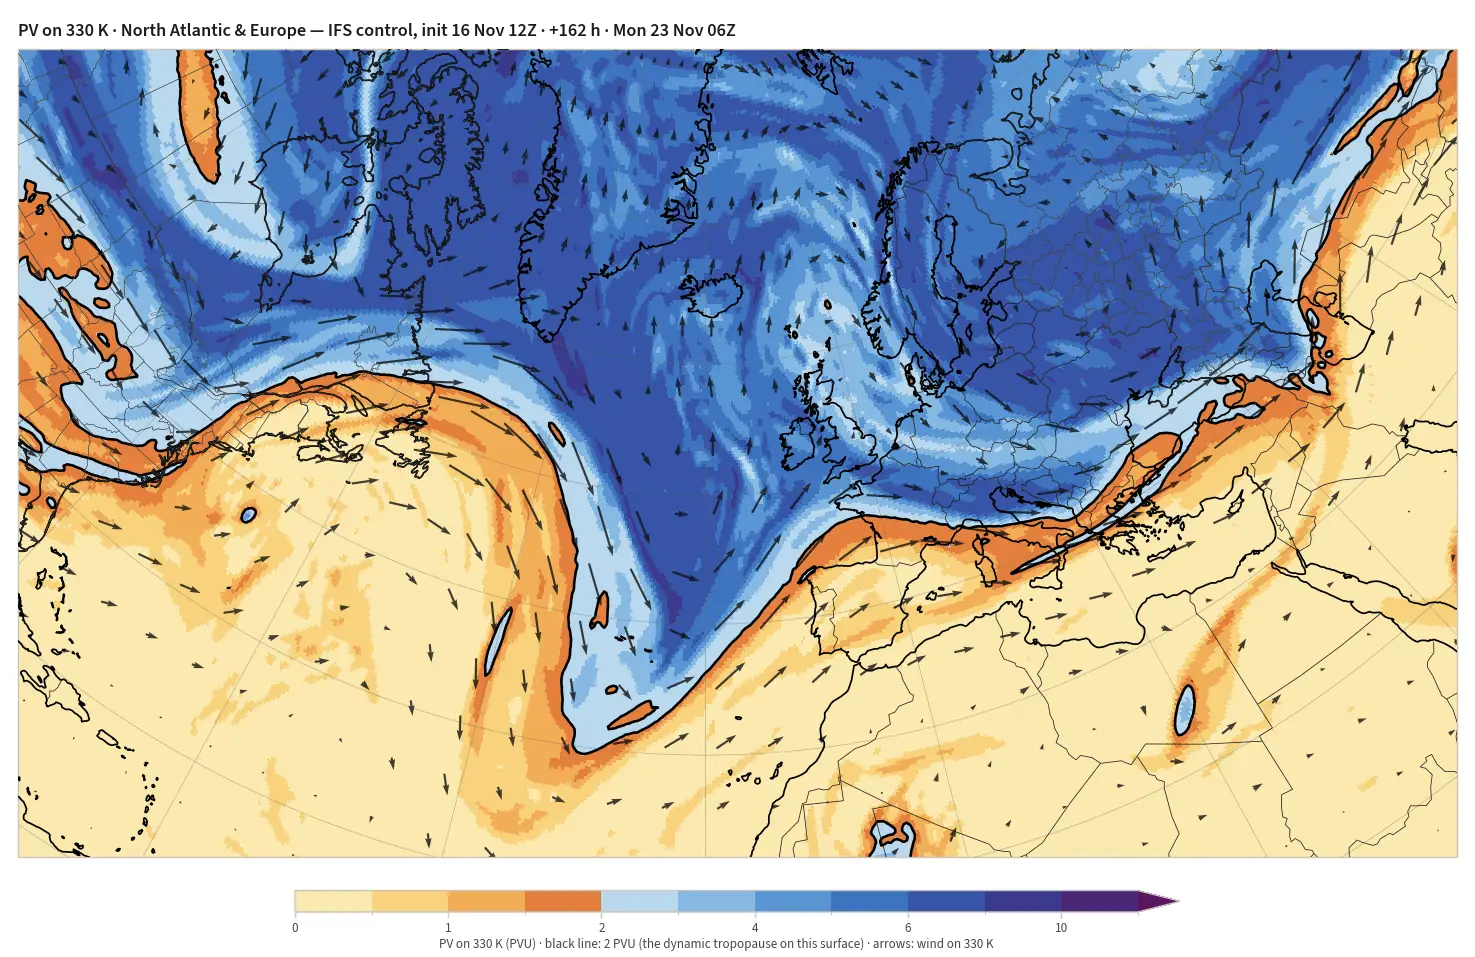 PV on 330 K · North Atlantic & Europe — IFS control, init 16 Nov 12Z · +162 h · Mon 23 Nov 06Z
0 1 2 4 6 10
PV on 330 K (PVU) · black line: 2 PVU (the dynamic tropopause on this surface) · arrows: wind on 330 K